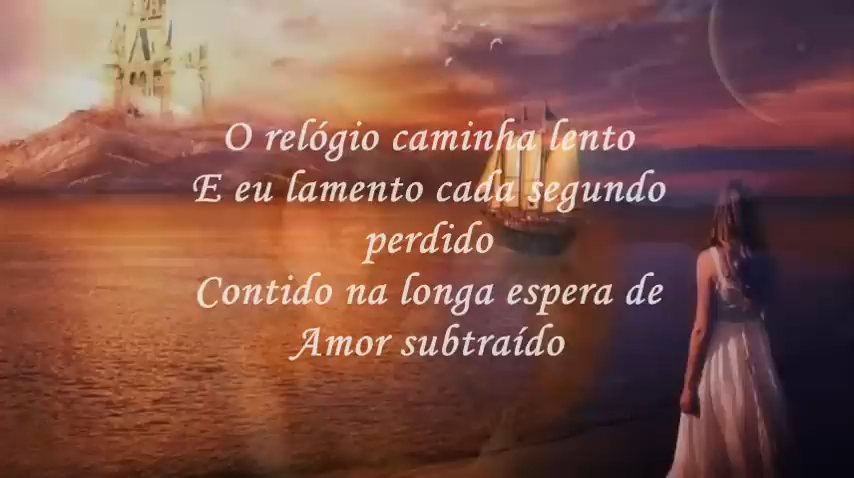 O relógio caminha lento
E eu lamento cada segundo
perdido
Contido na longa espera de
Amor subtraído